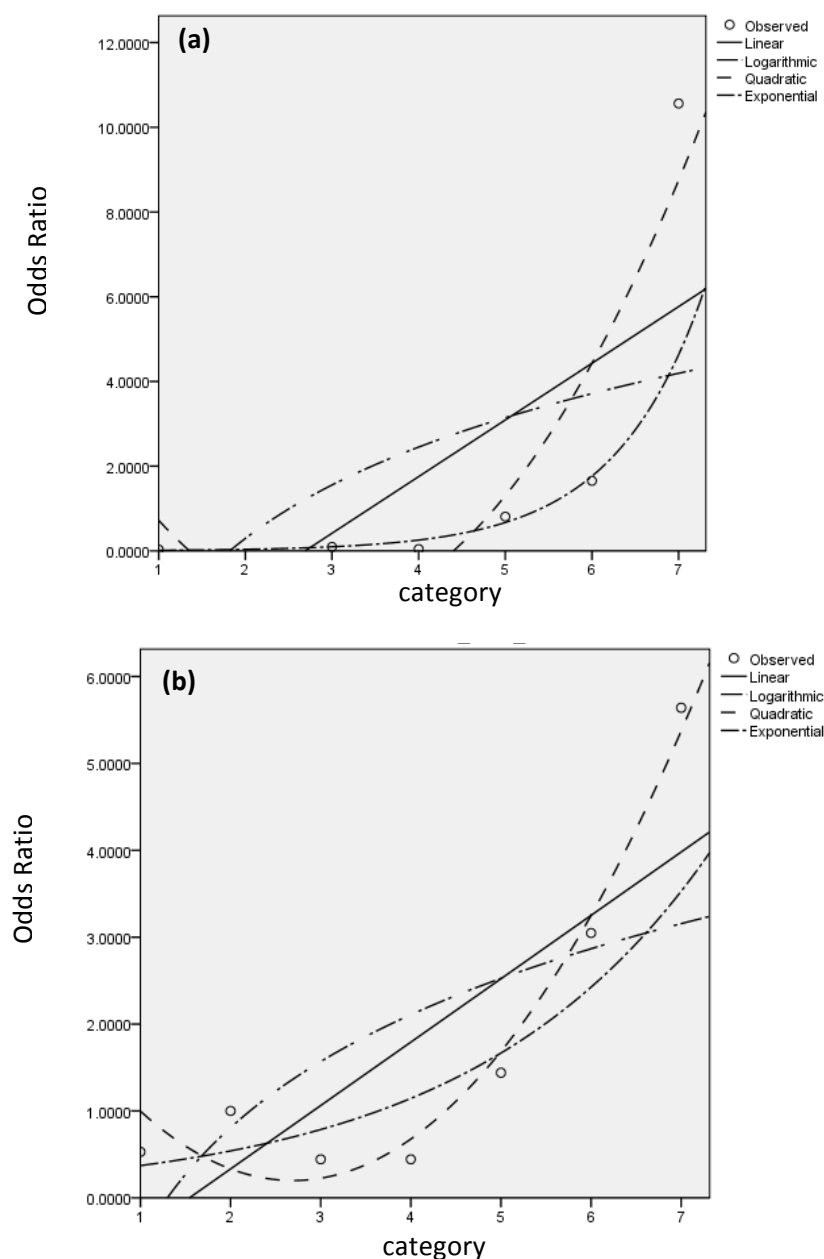 (a)
12.0000
10.0000
8.0000
6.0000
4.0000
2.0000
0.0000
Odds Ratio
1 2 3 4 5 6 7
category
Observed
Linear
Logarithmic
Quadratic
Exponential
(b)
6.0000
5.0000
4.0000
3.0000
2.0000
1.0000
0.0000
Odds Ratio
1 2 3 4 5 6 7
category
Observed
Linear
Logarithmic
Quadratic
Exponential